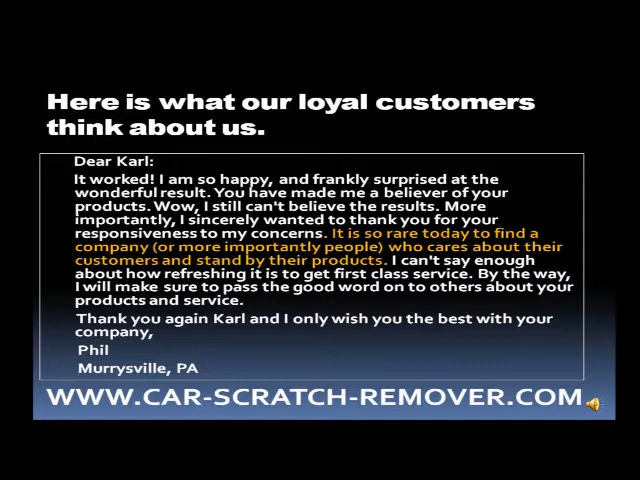 Here is what our loyal customers
think about us.
Dear Karl:
It worked! I am so happy, and frankly surprised at the
wonderful result. You have made me a believer of your
products. Wow, I still can't believe the results. More
importantly, I sincerely wanted to thank you for your
responsiveness to my concerns. It is so rare today to find a
company (or more importantly people) who cares about their
customers and stand by their products. I can't say enough
about how refreshing it is to get first class service. By the way,
I will make sure to pass the good word on to others about your
products and service.
Thank you again Karl and I only wish you the best with your
company,
Phil
Murrysville, PA
WWW.CAR-SCRATCH-REMOVER.COM